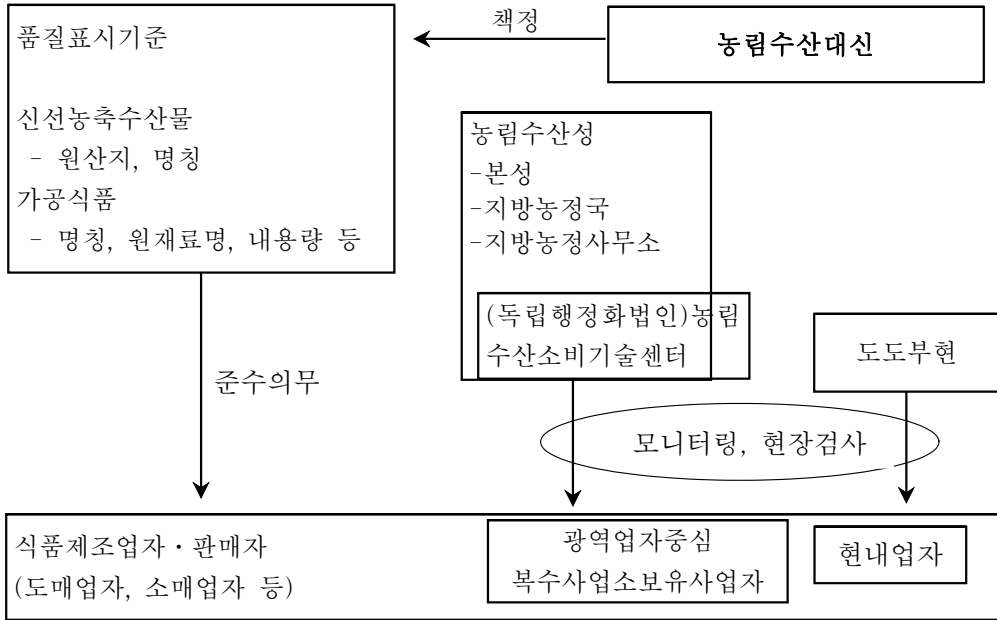 책정
품질표시기준
농림수산대신
신선농축수산물
- 원산지, 명칭
가공식품
- 명칭, 원재료명, 내용량 등
농림수산성
-본성
-지방농정국
-지방농정사무소
(독립행정화법인)농림
수산소비기술센터
도도부현
준수의무
모니터링, 현장검사
식품제조업자·판매자
(도매업자, 소매업자 등)
광역업자중심
복수사업소보유사업자
현내업자